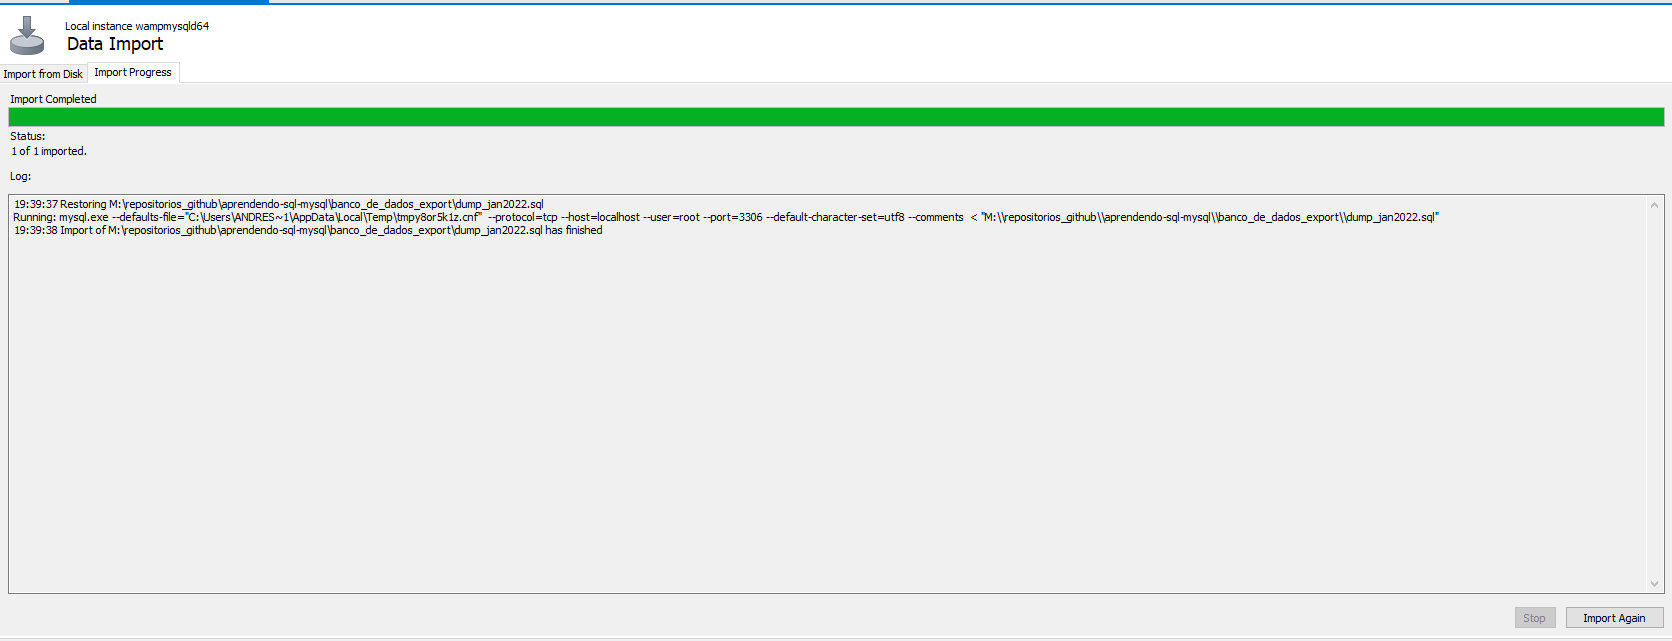 Local instance wampmysqld64
Data Import
Import from Disk
Import Progress
Import Completed
Status:
1 of 1 imported.
Log:
19:39:37 Restoring M:\repositorios_github\aprendendo-sql-mysql\banco_de_dados_export\dump_jan2022.sql
Running: mysql.exe --defaults-file="C:\Users\ANDRES~1\AppData\Local\Temp\tmpy8or5k1z.cnf"  --protocol=tcp --host=localhost --user=root --port=3306 --default-character-set=utf8 --comments  < "M:\\repositorios_github\\aprendendo-sql-mysql\\banco_de_dados_export\\dump_jan2022.sql"
19:39:38 Import of M:\repositorios_github\aprendendo-sql-mysql\banco_de_dados_export\dump_jan2022.sql has finished
Stop
Import Again